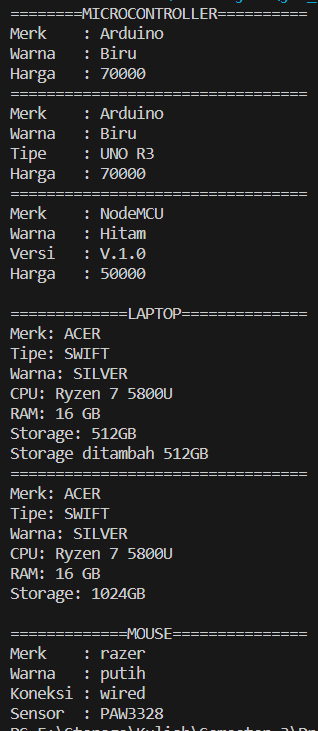 ========MICROCONTROLLER==========
Merk    : Arduino
Warna   : Biru
Harga   : 70000
=================================
Merk    : Arduino
Warna   : Biru
Tipe    : UNO R3
Harga   : 70000
=================================
Merk    : NodeMCU
Warna   : Hitam
Versi   : V.1.0
Harga   : 50000
=============LAPTOP==============
Merk: ACER
Tipe: SWIFT
Warna: SILVER
CPU: Ryzen 7 5800U
RAM: 16 GB
Storage: 512GB
Storage ditambah 512GB
=================================
Merk: ACER
Tipe: SWIFT
Warna: SILVER
CPU: Ryzen 7 5800U
RAM: 16 GB
Storage: 1024GB
=============MOUSE===============
Merk    : razer
Warna   : putih
Koneksi : wired
Sensor  : PAW3328